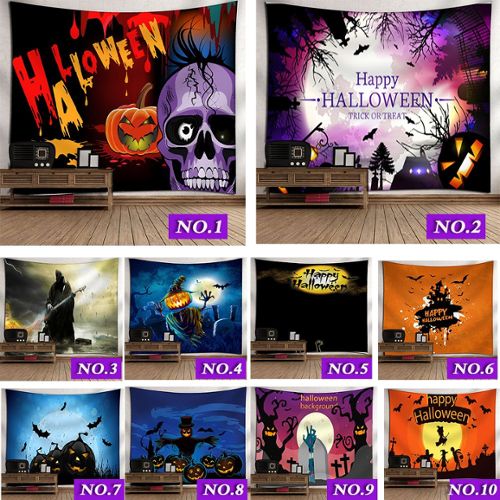 HALLOWEEN
NO.1
Happy
HALLOWEEN
TRICK OR TREAT
NO.2
NO.3
NO.4
Happy
Halloween
NO.5
HAPPY
HALLOWEEN
NO.6
NO.7
NO.8
halloween
background
NO.9
happy
Halloween
NO.10